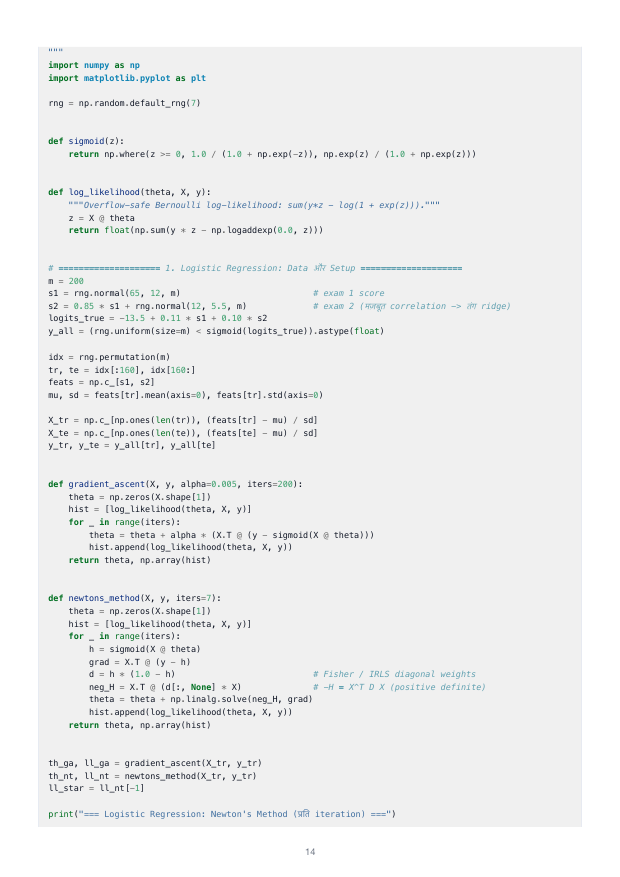 """
import numpy as np
import matplotlib.pyplot as plt

rng = np.random.default_rng(7)


def sigmoid(z):
    return np.where(z >= 0, 1.0 / (1.0 + np.exp(-z)), np.exp(z) / (1.0 + np.exp(z)))


def log_likelihood(theta, X, y):
    """Overflow-safe Bernoulli log-likelihood: sum(y*z - log(1 + exp(z)))."""
    z = X @ theta
    return float(np.sum(y * z - np.logaddexp(0.0, z)))


# ==================== 1. Logistic Regression: Data और Setup ====================
m = 200
s1 = rng.normal(65, 12, m)                          # exam 1 score
s2 = 0.85 * s1 + rng.normal(12, 5.5, m)             # exam 2 (मजबूत correlation -> तंग ridge)
logits_true = -13.5 + 0.11 * s1 + 0.10 * s2
y_all = (rng.uniform(size=m) < sigmoid(logits_true)).astype(float)

idx = rng.permutation(m)
tr, te = idx[:160], idx[160:]
feats = np.c_[s1, s2]
mu, sd = feats[tr].mean(axis=0), feats[tr].std(axis=0)

X_tr = np.c_[np.ones(len(tr)), (feats[tr] - mu) / sd]
X_te = np.c_[np.ones(len(te)), (feats[te] - mu) / sd]
y_tr, y_te = y_all[tr], y_all[te]


def gradient_ascent(X, y, alpha=0.005, iters=200):
    theta = np.zeros(X.shape[1])
    hist = [log_likelihood(theta, X, y)]
    for _ in range(iters):
        theta = theta + alpha * (X.T @ (y - sigmoid(X @ theta)))
        hist.append(log_likelihood(theta, X, y))
    return theta, np.array(hist)


def newtons_method(X, y, iters=7):
    theta = np.zeros(X.shape[1])
    hist = [log_likelihood(theta, X, y)]
    for _ in range(iters):
        h = sigmoid(X @ theta)
        grad = X.T @ (y - h)
        d = h * (1.0 - h)                           # Fisher / IRLS diagonal weights
        neg_H = X.T @ (d[:, None] * X)              # -H = X^T D X (positive definite)
        theta = theta + np.linalg.solve(neg_H, grad)
        hist.append(log_likelihood(theta, X, y))
    return theta, np.array(hist)


th_ga, ll_ga = gradient_ascent(X_tr, y_tr)
th_nt, ll_nt = newtons_method(X_tr, y_tr)
ll_star = ll_nt[-1]

print("=== Logistic Regression: Newton's Method (प्रति iteration) ===")
14